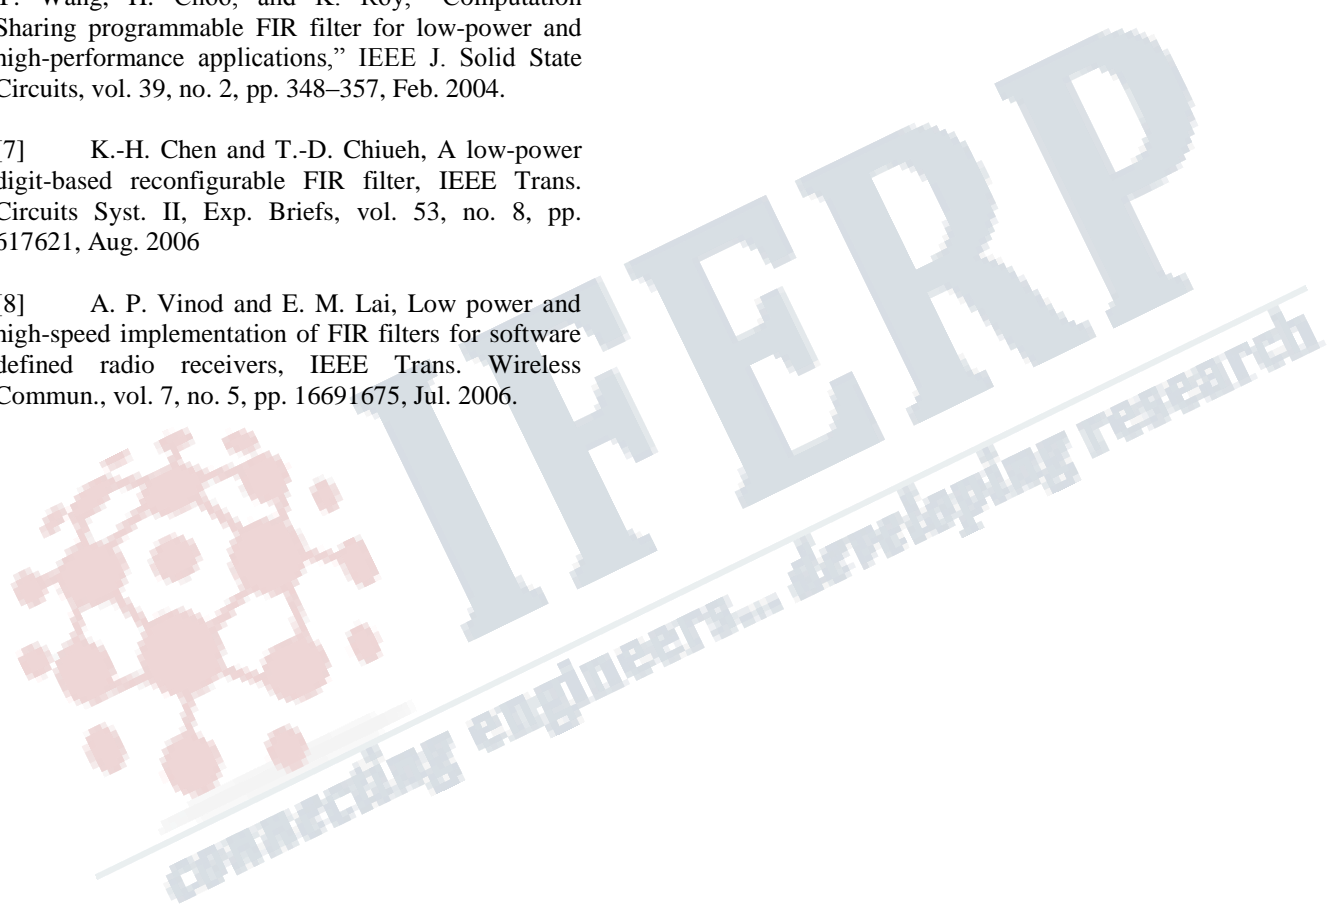 Wang, H. Choo, and K. Roy, "Computation
Sharing programmable FIR filter for low-power and
high-performance applications,” IEEE J. Solid State
Circuits, vol. 39, no. 2, pp. 348–357, Feb. 2004.
[7] K.-H. Chen and T.-D. Chiueh, A low-power
digit-based reconfigurable FIR filter, IEEE Trans.
Circuits Syst. II, Exp. Briefs, vol. 53, no. 8, pp.
617621, Aug. 2006
[8] A. P. Vinod and E. M. Lai, Low power and
high-speed implementation of FIR filters for software
defined radio receivers, IEEE Trans. Wireless
Commun., vol. 7, no. 5, pp. 16691675, Jul. 2006.
IFERP
connecting engineers... developing research